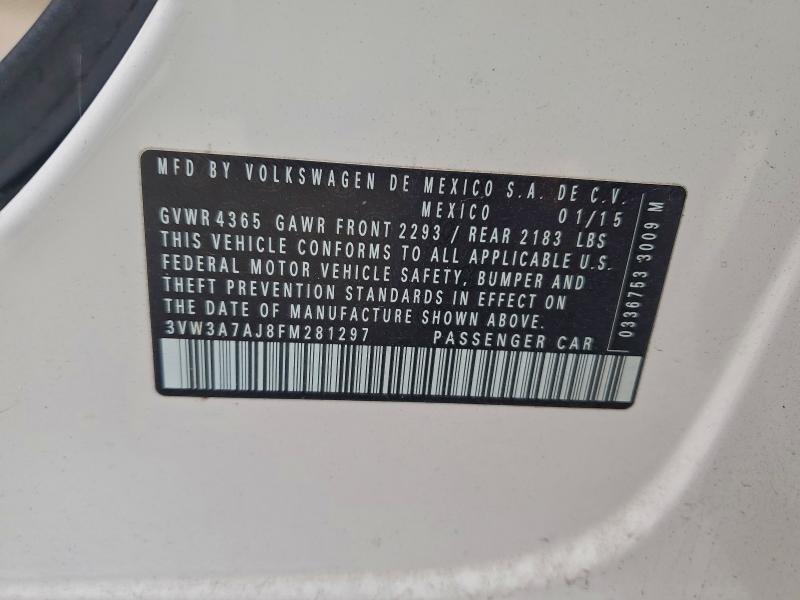 MFD BY VOLKSWAGEN DE MEXICO S.A. DE C.V.
MEXICO 01/15
GVWR 4365 GAWR FRONT 2293 / REAR 2183 LBS
THIS VEHICLE CONFORMS TO ALL APPLICABLE U.S.
FEDERAL MOTOR VEHICLE SAFETY, BUMPER AND
THEFT PREVENTION STANDARDS IN EFFECT ON
THE DATE OF MANUFACTURE SHOWN ABOVE.
3VW3A7AJ8FM281297 PASSENGER CAR
0336753 3009 M